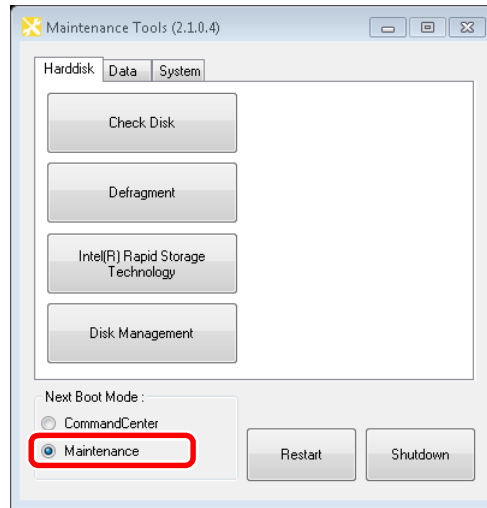 Maintenance Tools (2.1.0.4)
Harddisk Data System
Check Disk
Defragment
Intel(R) Rapid Storage
Technology
Disk Management
Next Boot Mode :
CommandCenter
Maintenance
Restart Shutdown